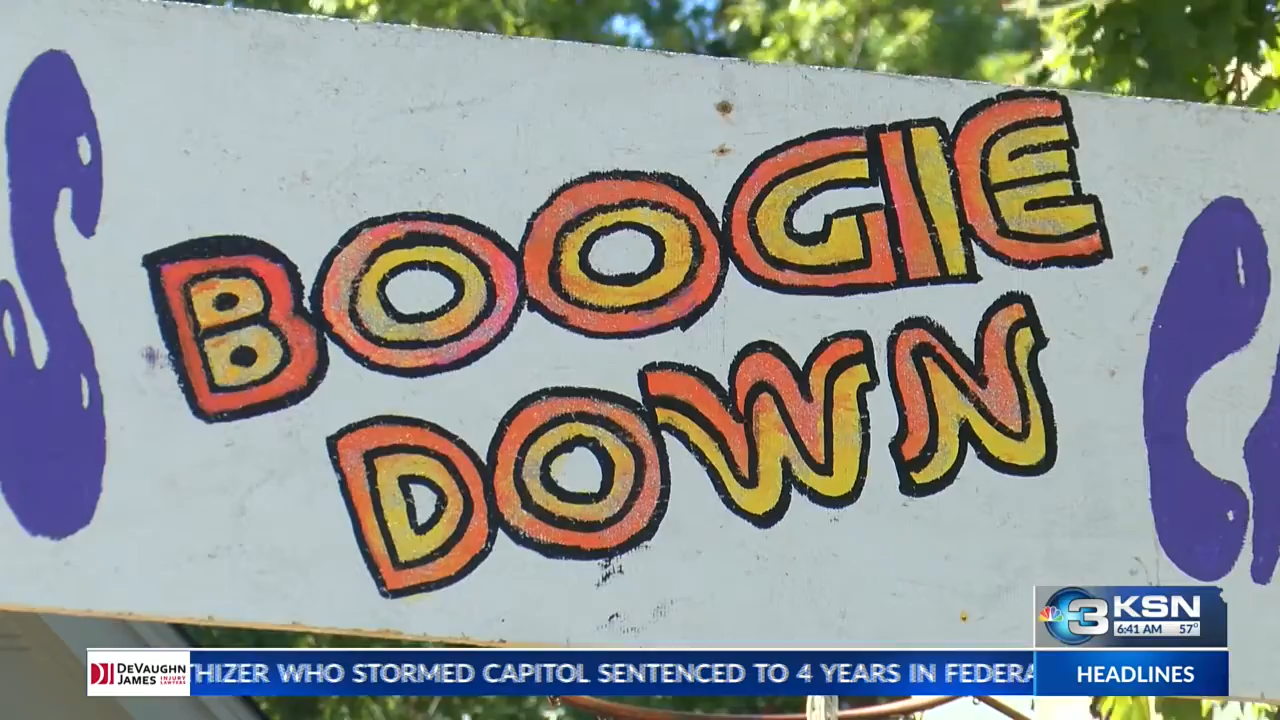 BOOGIE
DOWN
3 KSN
6:41 AM 57°
DEVAUGHN
JAMES INJURY LAWYERS
THIZER WHO STORMED CAPITOL SENTENCED TO 4 YEARS IN FEDERA
HEADLINES